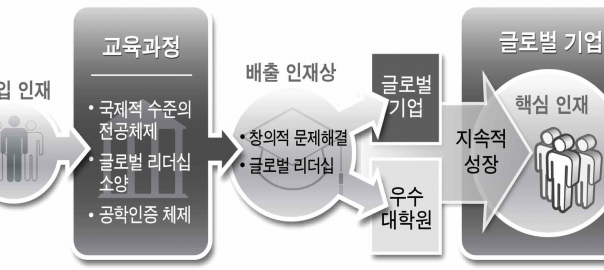 입 인재
교육과정
• 국제적 수준의
전공체제
• 글로벌 리더십
소양
• 공학인증 체제
배출 인재상
• 창의적 문제해결
• 글로벌 리더십
글로벌
기업
우수
대학원
지속적
성장
글로벌 기업
핵심 인재